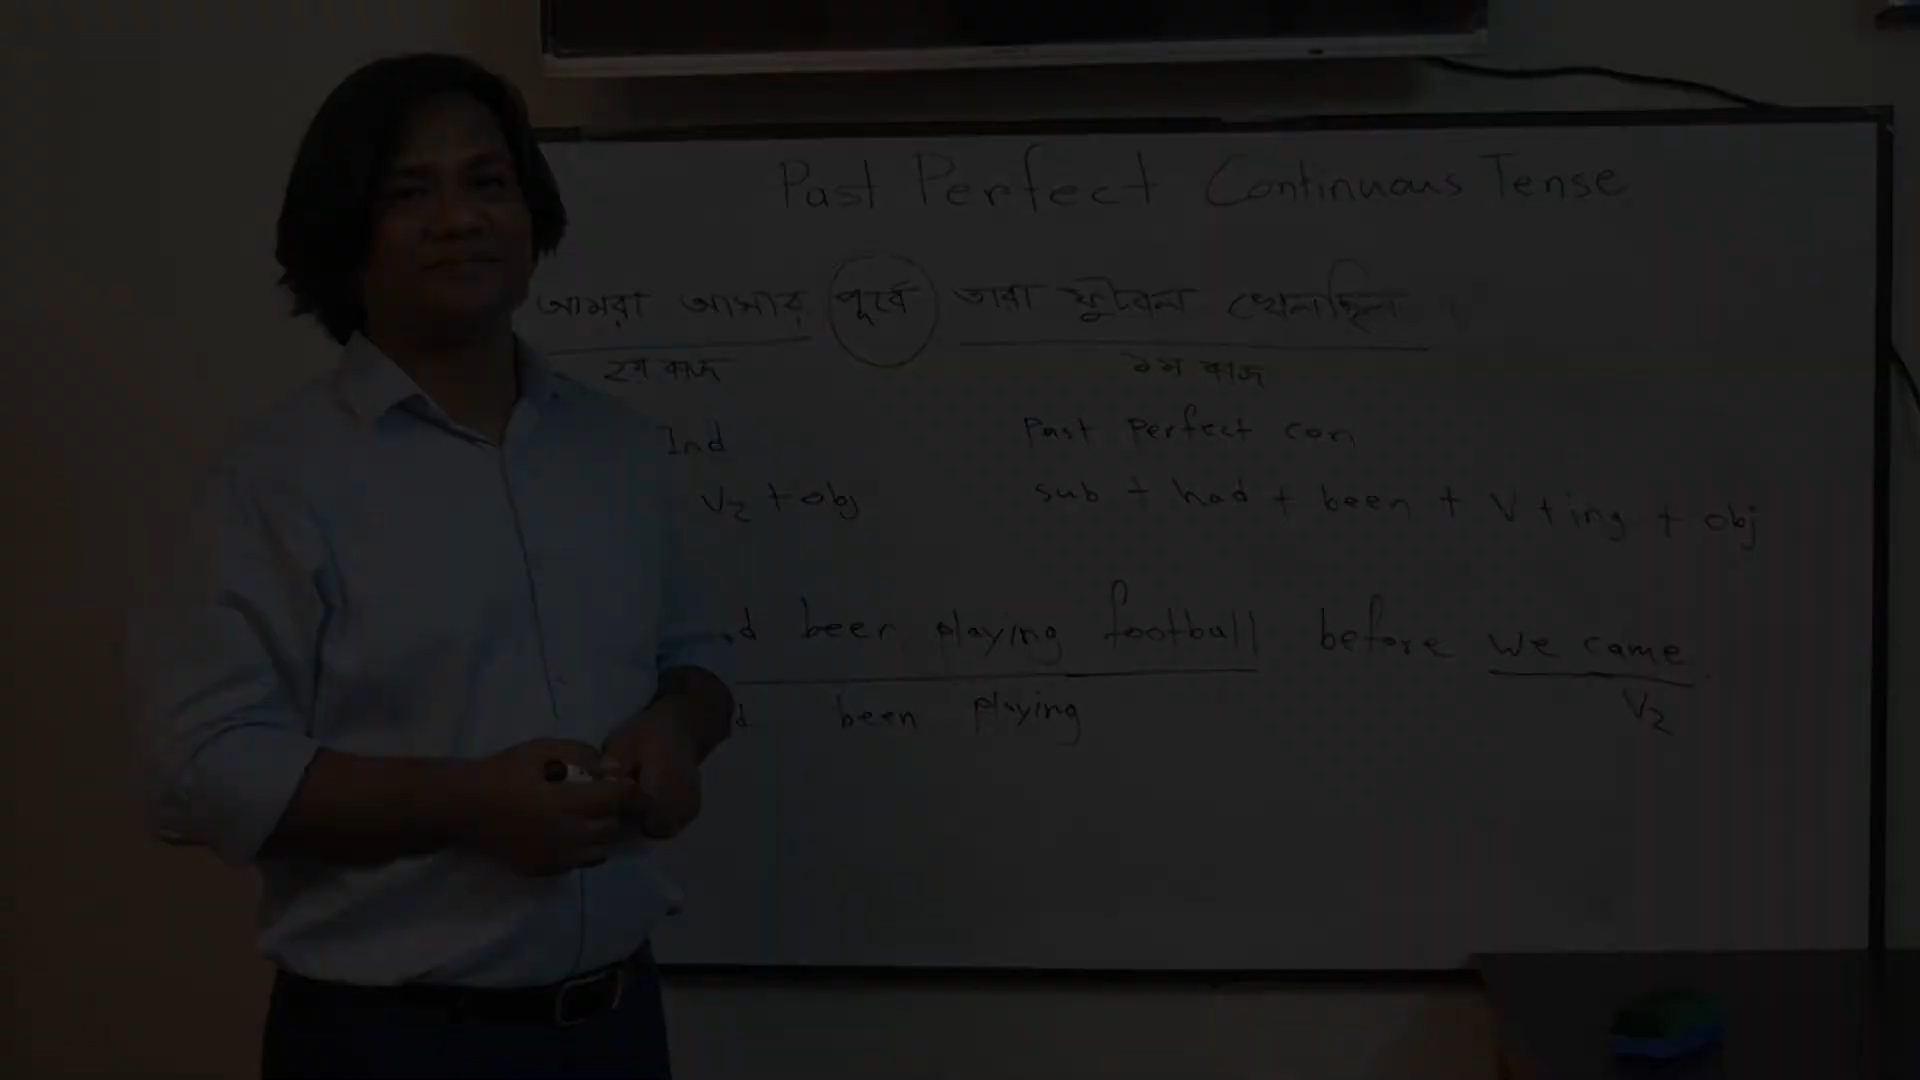 Past Perfect Continuous Tense
আমরা আসার পূর্বে তারা ফুটবল খেলছিল
২য় কাজ ১ম কাজ
Ind Past Perfect con
V2 + obj sub + had + been + V + ing + obj
been playing football before we came
been playing V2